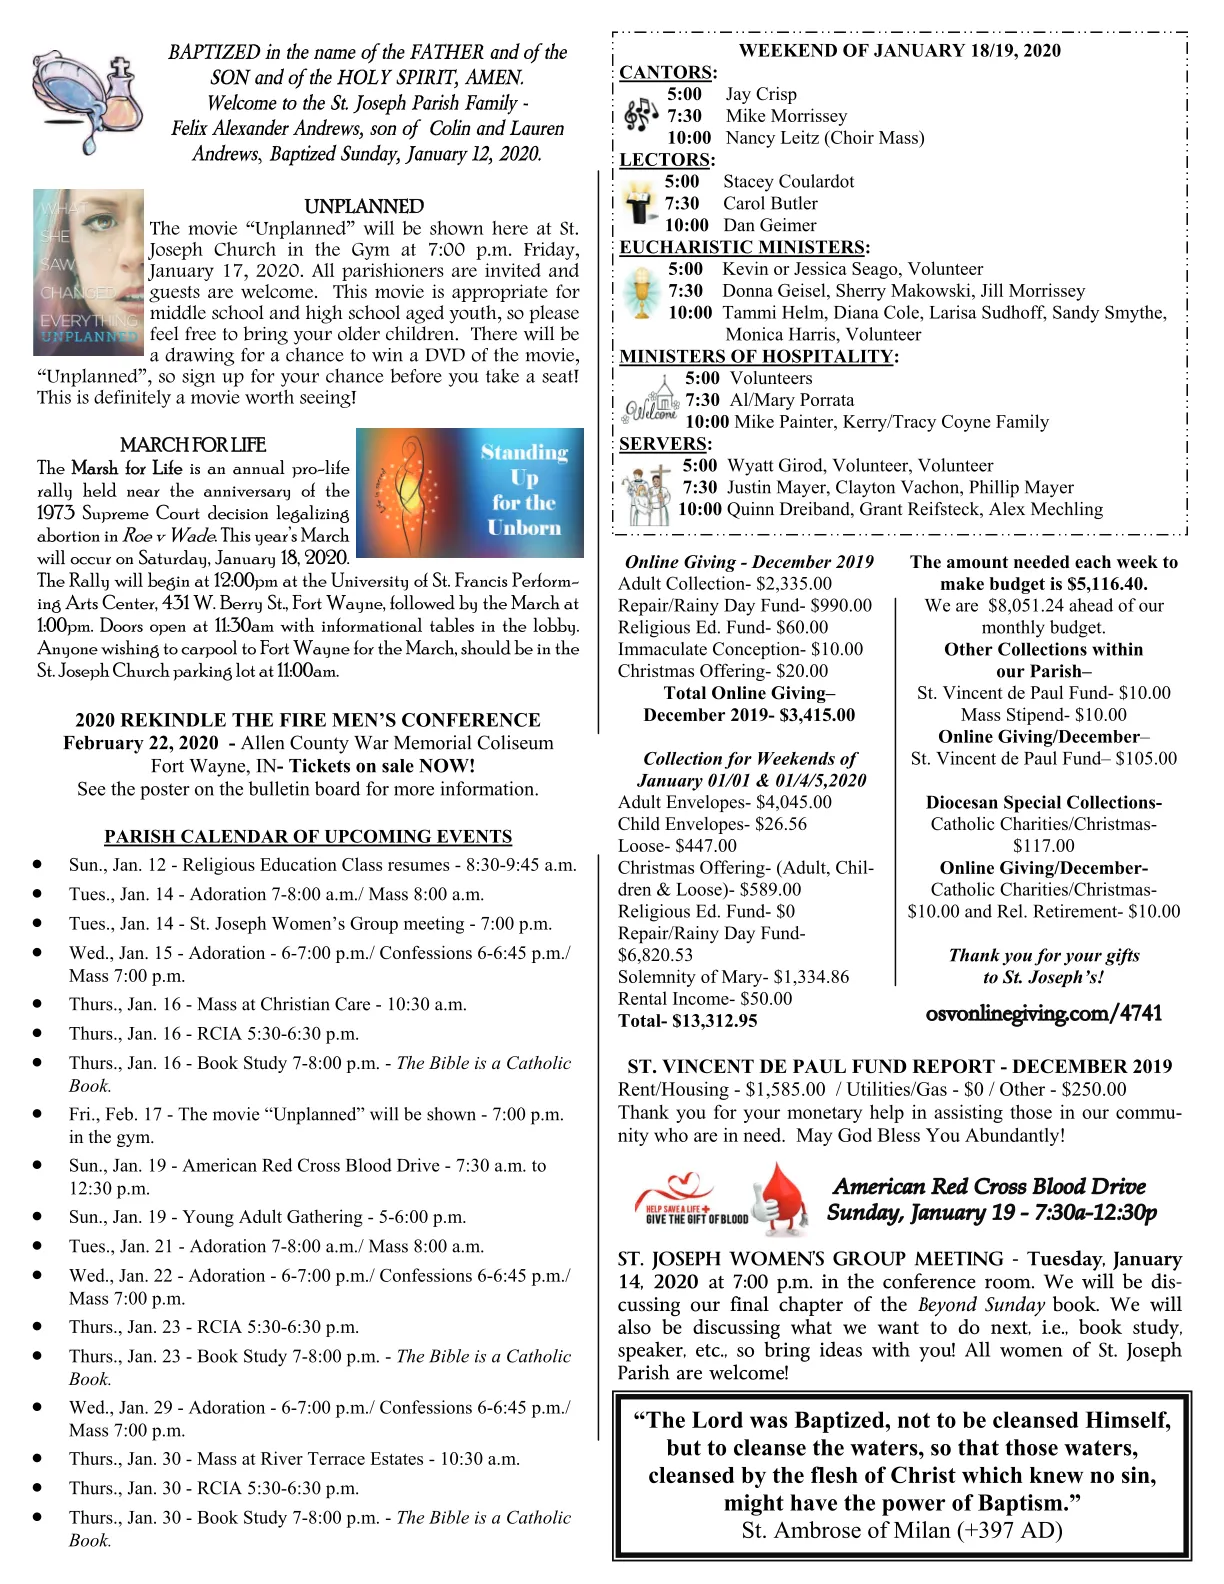 BAPTIZED in the name of the FATHER and of the
SON and of the HOLY SPIRIT, AMEN.
Welcome to the St. Joseph Parish Family -
Felix Alexander Andrews, son of Colin and Lauren
Andrews, Baptized Sunday, January 12, 2020.
WHAT
SHE
SAW
CHANGED
EVERYTHING
UNPLANNED
UNPLANNED
The movie “Unplanned” will be shown here at St.
Joseph Church in the Gym at 7:00 p.m. Friday,
January 17, 2020. All parishioners are invited and
guests are welcome. This movie is appropriate for
middle school and high school aged youth, so please
feel free to bring your older children. There will be
a drawing for a chance to win a DVD of the movie,
“Unplanned”, so sign up for your chance before you take a seat!
This is definitely a movie worth seeing!
MARCH FOR LIFE
The Marsh for Life is an annual pro-life
rally held near the anniversary of the
1973 Supreme Court decision legalizing
abortion in Roe v Wade. This year’s March
will occur on Saturday, January 18, 2020.
The Rally will begin at 12:00pm at the University of St. Francis Perform-
ing Arts Center, 431 W. Berry St., Fort Wayne, followed by the March at
1:00pm. Doors open at 11:30am with informational tables in the lobby.
Anyone wishing to carpool to Fort Wayne for the March, should be in the
St. Joseph Church parking lot at 11:00am.
Standing
Up
for the
Unborn
2020 REKINDLE THE FIRE MEN’S CONFERENCE
February 22, 2020 - Allen County War Memorial Coliseum
Fort Wayne, IN- Tickets on sale NOW!
See the poster on the bulletin board for more information.
PARISH CALENDAR OF UPCOMING EVENTS
● Sun., Jan. 12 - Religious Education Class resumes - 8:30-9:45 a.m.
● Tues., Jan. 14 - Adoration 7-8:00 a.m./ Mass 8:00 a.m.
● Tues., Jan. 14 - St. Joseph Women’s Group meeting - 7:00 p.m.
● Wed., Jan. 15 - Adoration - 6-7:00 p.m./ Confessions 6-6:45 p.m./
Mass 7:00 p.m.
● Thurs., Jan. 16 - Mass at Christian Care - 10:30 a.m.
● Thurs., Jan. 16 - RCIA 5:30-6:30 p.m.
● Thurs., Jan. 16 - Book Study 7-8:00 p.m. - The Bible is a Catholic
Book.
● Fri., Feb. 17 - The movie “Unplanned” will be shown - 7:00 p.m.
in the gym.
● Sun., Jan. 19 - American Red Cross Blood Drive - 7:30 a.m. to
12:30 p.m.
● Sun., Jan. 19 - Young Adult Gathering - 5-6:00 p.m.
● Tues., Jan. 21 - Adoration 7-8:00 a.m./ Mass 8:00 a.m.
● Wed., Jan. 22 - Adoration - 6-7:00 p.m./ Confessions 6-6:45 p.m./
Mass 7:00 p.m.
● Thurs., Jan. 23 - RCIA 5:30-6:30 p.m.
● Thurs., Jan. 23 - Book Study 7-8:00 p.m. - The Bible is a Catholic
Book.
● Wed., Jan. 29 - Adoration - 6-7:00 p.m./ Confessions 6-6:45 p.m./
Mass 7:00 p.m.
● Thurs., Jan. 30 - Mass at River Terrace Estates - 10:30 a.m.
● Thurs., Jan. 30 - RCIA 5:30-6:30 p.m.
● Thurs., Jan. 30 - Book Study 7-8:00 p.m. - The Bible is a Catholic
Book.
WEEKEND OF JANUARY 18/19, 2020
CANTORS:
5:00 Jay Crisp
7:30 Mike Morrissey
10:00 Nancy Leitz (Choir Mass)
LECTORS:
5:00 Stacey Coulardot
7:30 Carol Butler
10:00 Dan Geimer
EUCHARISTIC MINISTERS:
5:00 Kevin or Jessica Seago, Volunteer
7:30 Donna Geisel, Sherry Makowski, Jill Morrissey
10:00 Tammi Helm, Diana Cole, Larisa Sudhoff, Sandy Smythe,
Monica Harris, Volunteer
MINISTERS OF HOSPITALITY:
Welcome
5:00 Volunteers
7:30 Al/Mary Porrata
10:00 Mike Painter, Kerry/Tracy Coyne Family
SERVERS:
5:00 Wyatt Girod, Volunteer, Volunteer
7:30 Justin Mayer, Clayton Vachon, Phillip Mayer
10:00 Quinn Dreiband, Grant Reifsteck, Alex Mechling
Online Giving - December 2019
Adult Collection- $2,335.00
Repair/Rainy Day Fund- $990.00
Religious Ed. Fund- $60.00
Immaculate Conception- $10.00
Christmas Offering- $20.00
Total Online Giving–
December 2019- $3,415.00
Collection for Weekends of
January 01/01 & 01/4/5,2020
Adult Envelopes- $4,045.00
Child Envelopes- $26.56
Loose- $447.00
Christmas Offering- (Adult, Chil-
dren & Loose)- $589.00
Religious Ed. Fund- $0
Repair/Rainy Day Fund-
$6,820.53
Solemnity of Mary- $1,334.86
Rental Income- $50.00
Total- $13,312.95
The amount needed each week to
make budget is $5,116.40.
We are $8,051.24 ahead of our
monthly budget.
Other Collections within
our Parish–
St. Vincent de Paul Fund- $10.00
Mass Stipend- $10.00
Online Giving/December–
St. Vincent de Paul Fund– $105.00
Diocesan Special Collections-
Catholic Charities/Christmas-
$117.00
Online Giving/December-
Catholic Charities/Christmas-
$10.00 and Rel. Retirement- $10.00
Thank you for your gifts
to St. Joseph’s!
osvonlinegiving.com/4741
ST. VINCENT DE PAUL FUND REPORT - DECEMBER 2019
Rent/Housing - $1,585.00 / Utilities/Gas - $0 / Other - $250.00
Thank you for your monetary help in assisting those in our commu-
nity who are in need. May God Bless You Abundantly!
HELP SAVE A LIFE
GIVE THE GIFT OF BLOOD
American Red Cross Blood Drive
Sunday, January 19 - 7:30a-12:30p
ST. JOSEPH WOMEN’S GROUP MEETING - Tuesday, January
14, 2020 at 7:00 p.m. in the conference room. We will be dis-
cussing our final chapter of the Beyond Sunday book. We will
also be discussing what we want to do next, i.e., book study,
speaker, etc., so bring ideas with you! All women of St. Joseph
Parish are welcome!
“The Lord was Baptized, not to be cleansed Himself,
but to cleanse the waters, so that those waters,
cleansed by the flesh of Christ which knew no sin,
might have the power of Baptism.”
St. Ambrose of Milan (+397 AD)